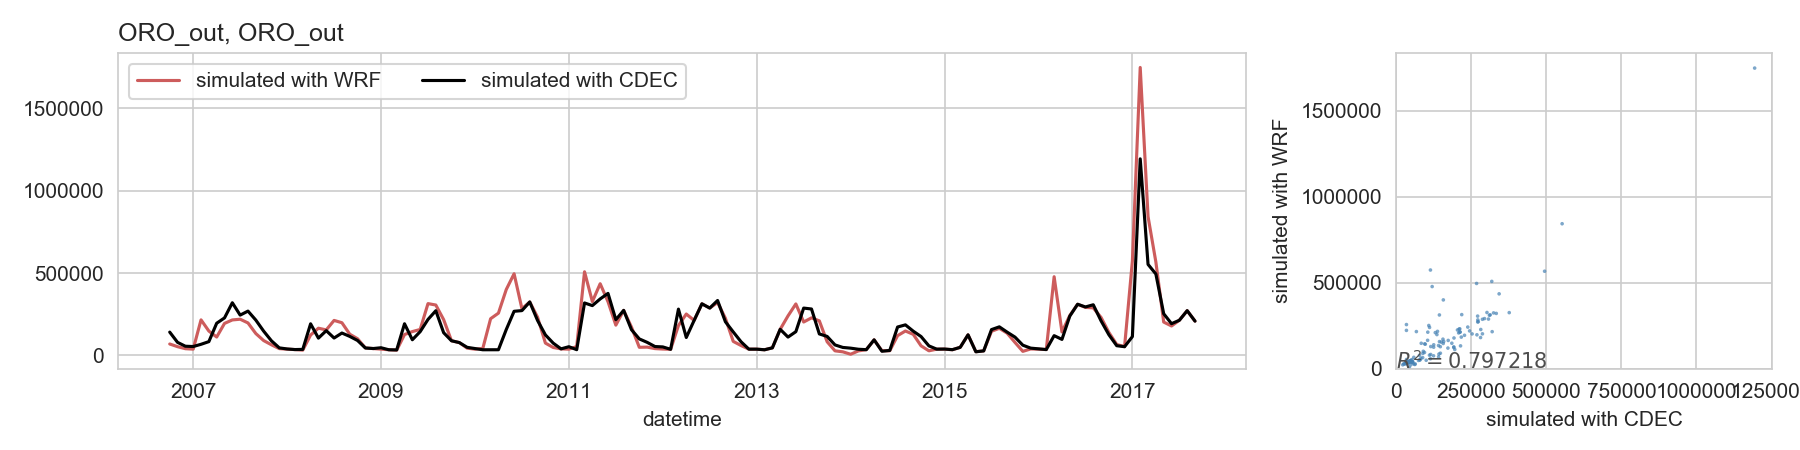 ORO_out, ORO_out
simulated with WRF simulated with CDEC
1500000
1000000
500000
0
2007 2009 2011 2013 2015 2017
datetime
simulated with WRF
1500000
1000000
500000
0
R² = 0.797218
0 250000 500000 750000 1000000 125000
simulated with CDEC